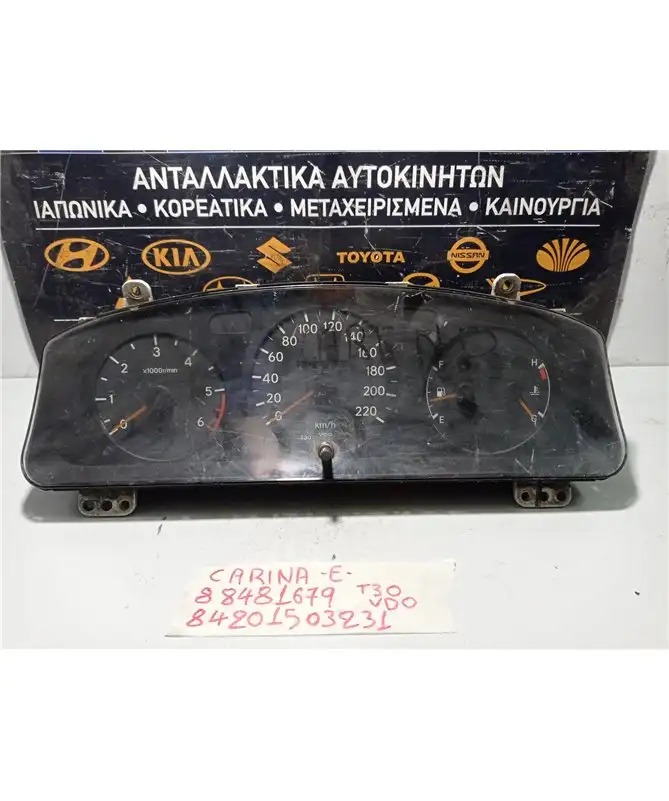 ΑΝΤΑΛΛΑΚΤΙΚΑ ΑΥΤΟΚΙΝΗΤΩΝ
ΙΑΠΩΝΙΚΑ • ΚΟΡΕΑΤΙΚΑ • ΜΕΤΑΧΕΙΡΙΣΜΕΝΑ • ΚΑΙΝΟΥΡΓΙΑ
KIA TOYOTA NISSAN
0 1 2 3 4 5 6
x1000r/min
0 20 40 60 80 100 120 140 160 180 200 220
km/h
F E
H C
CARINA -E-
88481679 T30
VDO
84201503231